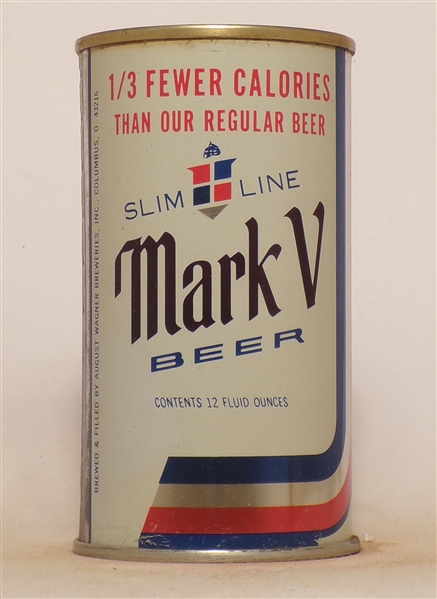 1/3 FEWER CALORIES
THAN OUR REGULAR BEER
SLIM LINE
Mark V
BEER
CONTENTS 12 FLUID OUNCES
BREWED & FILLED BY AUGUST WAGNER BREWERIES, INC., COLUMBUS, O. 43216